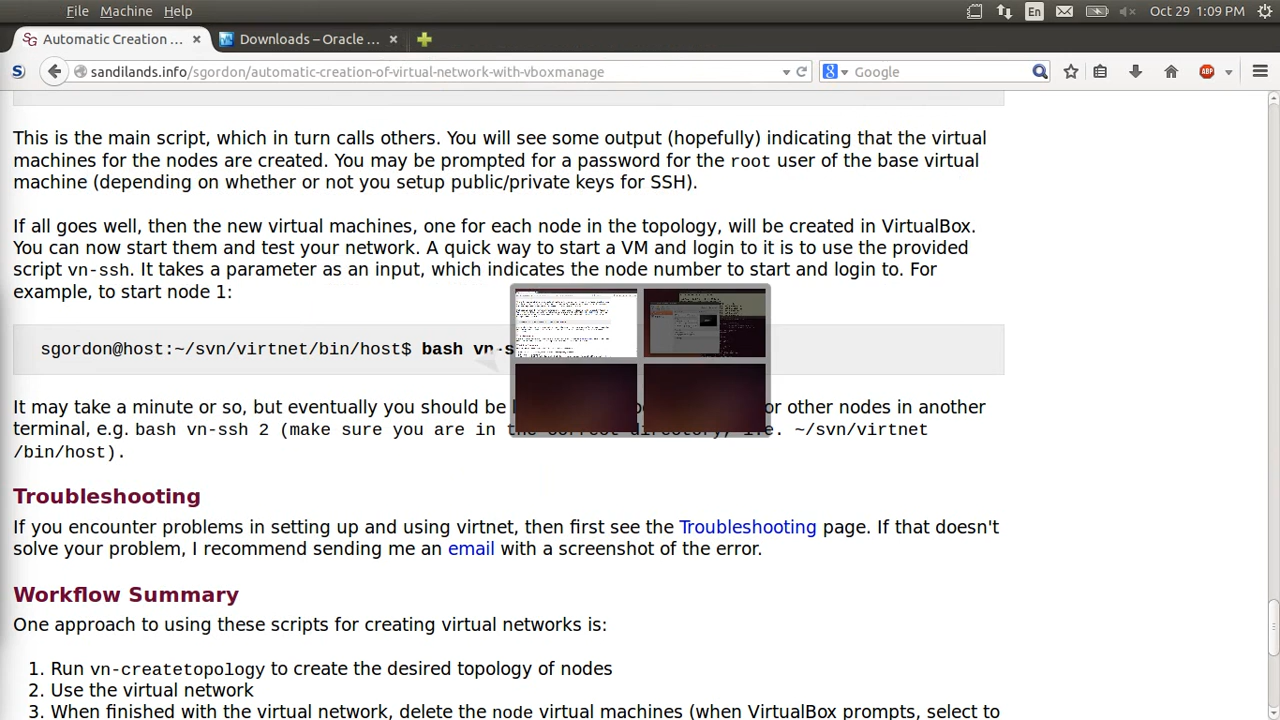 File Machine Help
En
Oct 29 1:09 PM
SG Automatic Creation ... ×
Downloads – Oracle ... ×
S sandilands.info/sgordon/automatic-creation-of-virtual-network-with-vboxmanage
8 Google
ABP
This is the main script, which in turn calls others. You will see some output (hopefully) indicating that the virtual
machines for the nodes are created. You may be prompted for a password for the root user of the base virtual
machine (depending on whether or not you setup public/private keys for SSH).
If all goes well, then the new virtual machines, one for each node in the topology, will be created in VirtualBox.
You can now start them and test your network. A quick way to start a VM and login to it is to use the provided
script vn-ssh. It takes a parameter as an input, which indicates the node number to start and login to. For
example, to start node 1:
sgordon@host:~/svn/virtnet/bin/host$ bash vn-s
It may take a minute or so, but eventually you should be or other nodes in another
terminal, e.g. bash vn-ssh 2 (make sure you are in the correct directory, i.e. ~/svn/virtnet
/bin/host).
Troubleshooting
If you encounter problems in setting up and using virtnet, then first see the Troubleshooting page. If that doesn't
solve your problem, I recommend sending me an email with a screenshot of the error.
Workflow Summary
One approach to using these scripts for creating virtual networks is:
1. Run vn-createtopology to create the desired topology of nodes
2. Use the virtual network
3. When finished with the virtual network, delete the node virtual machines (when VirtualBox prompts, select to